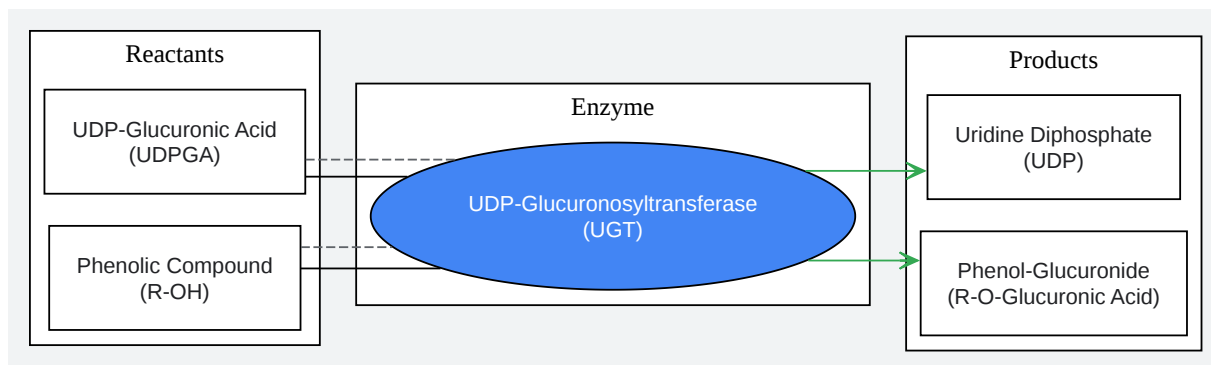 Reactants
UDP-Glucuronic Acid
(UDPGA)
Phenolic Compound
(R-OH)
Enzyme
UDP-Glucuronosyltransferase
(UGT)
Products
Uridine Diphosphate
(UDP)
Phenol-Glucuronide
(R-O-Glucuronic Acid)